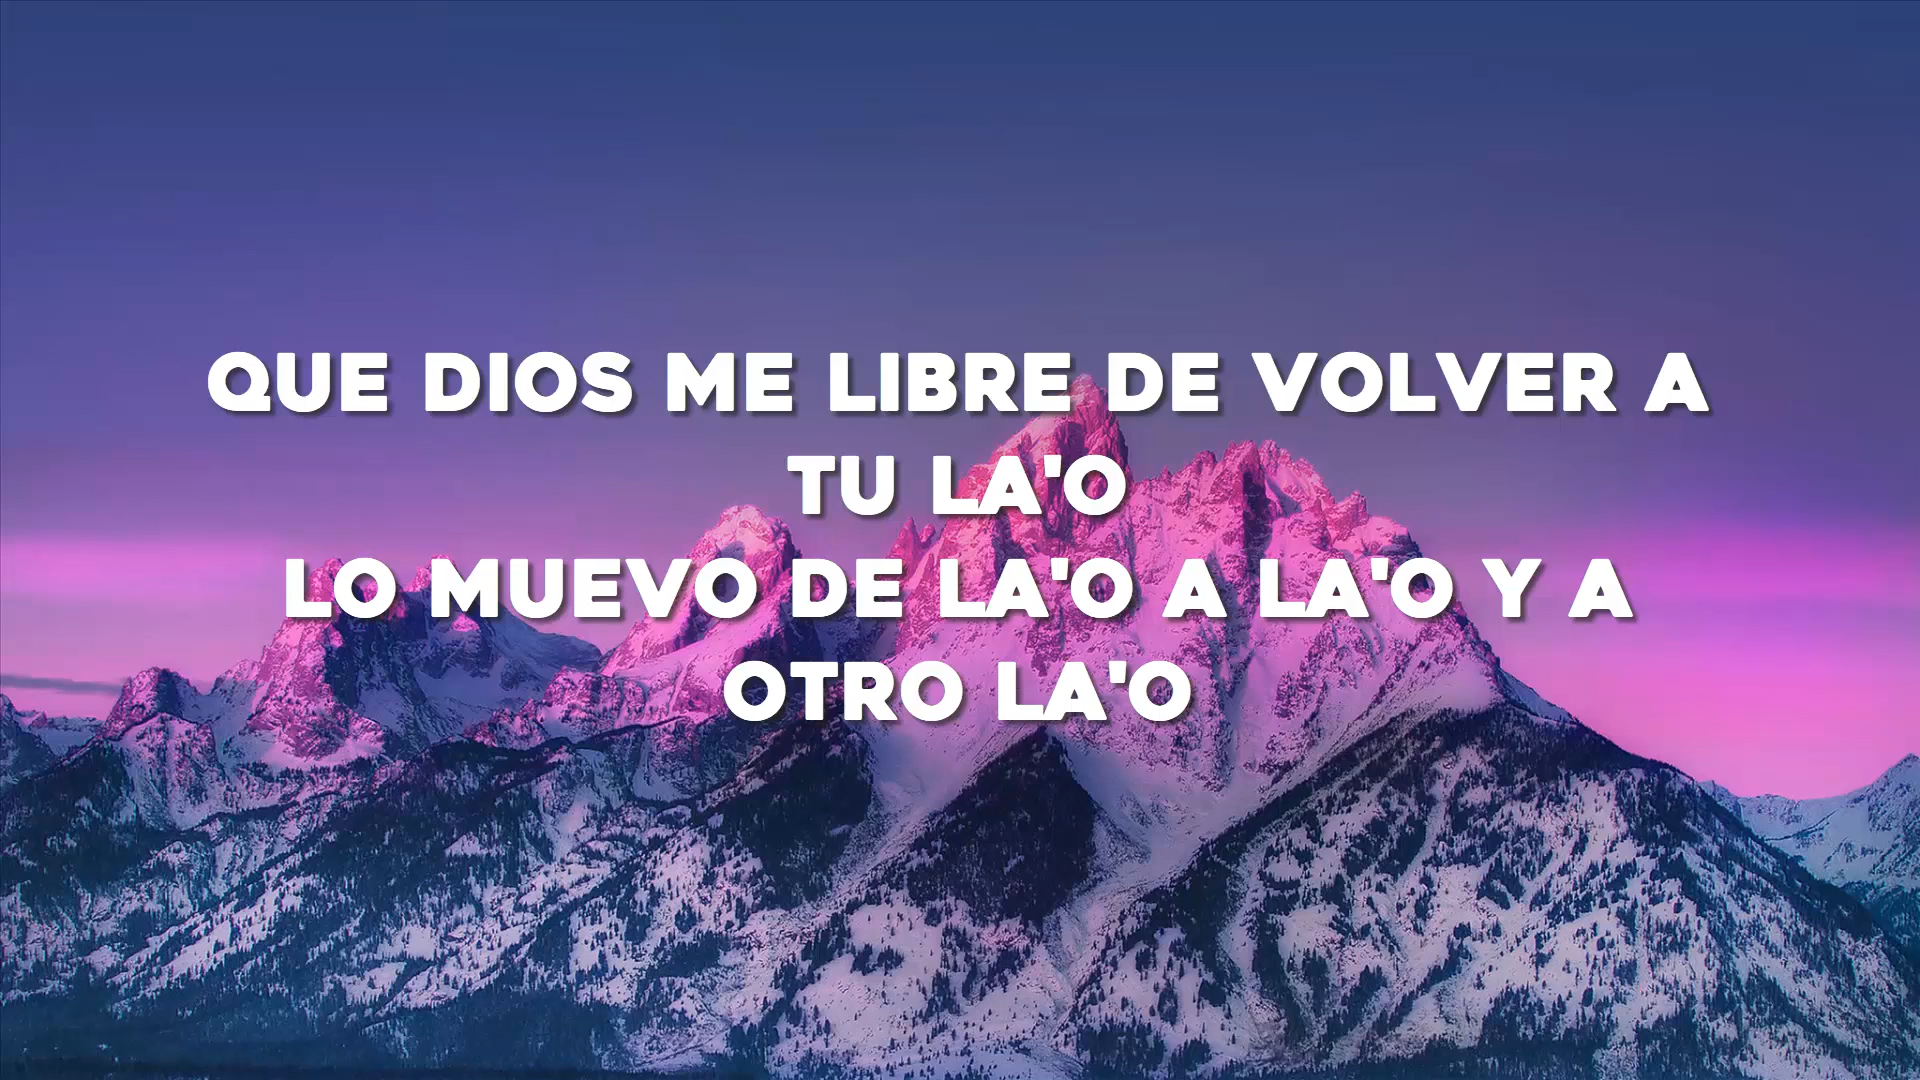 QUE DIOS ME LIBRE DE VOLVER A
TU LA'O
LO MUEVO DE LA'O A LA'O Y A
OTRO LA'O